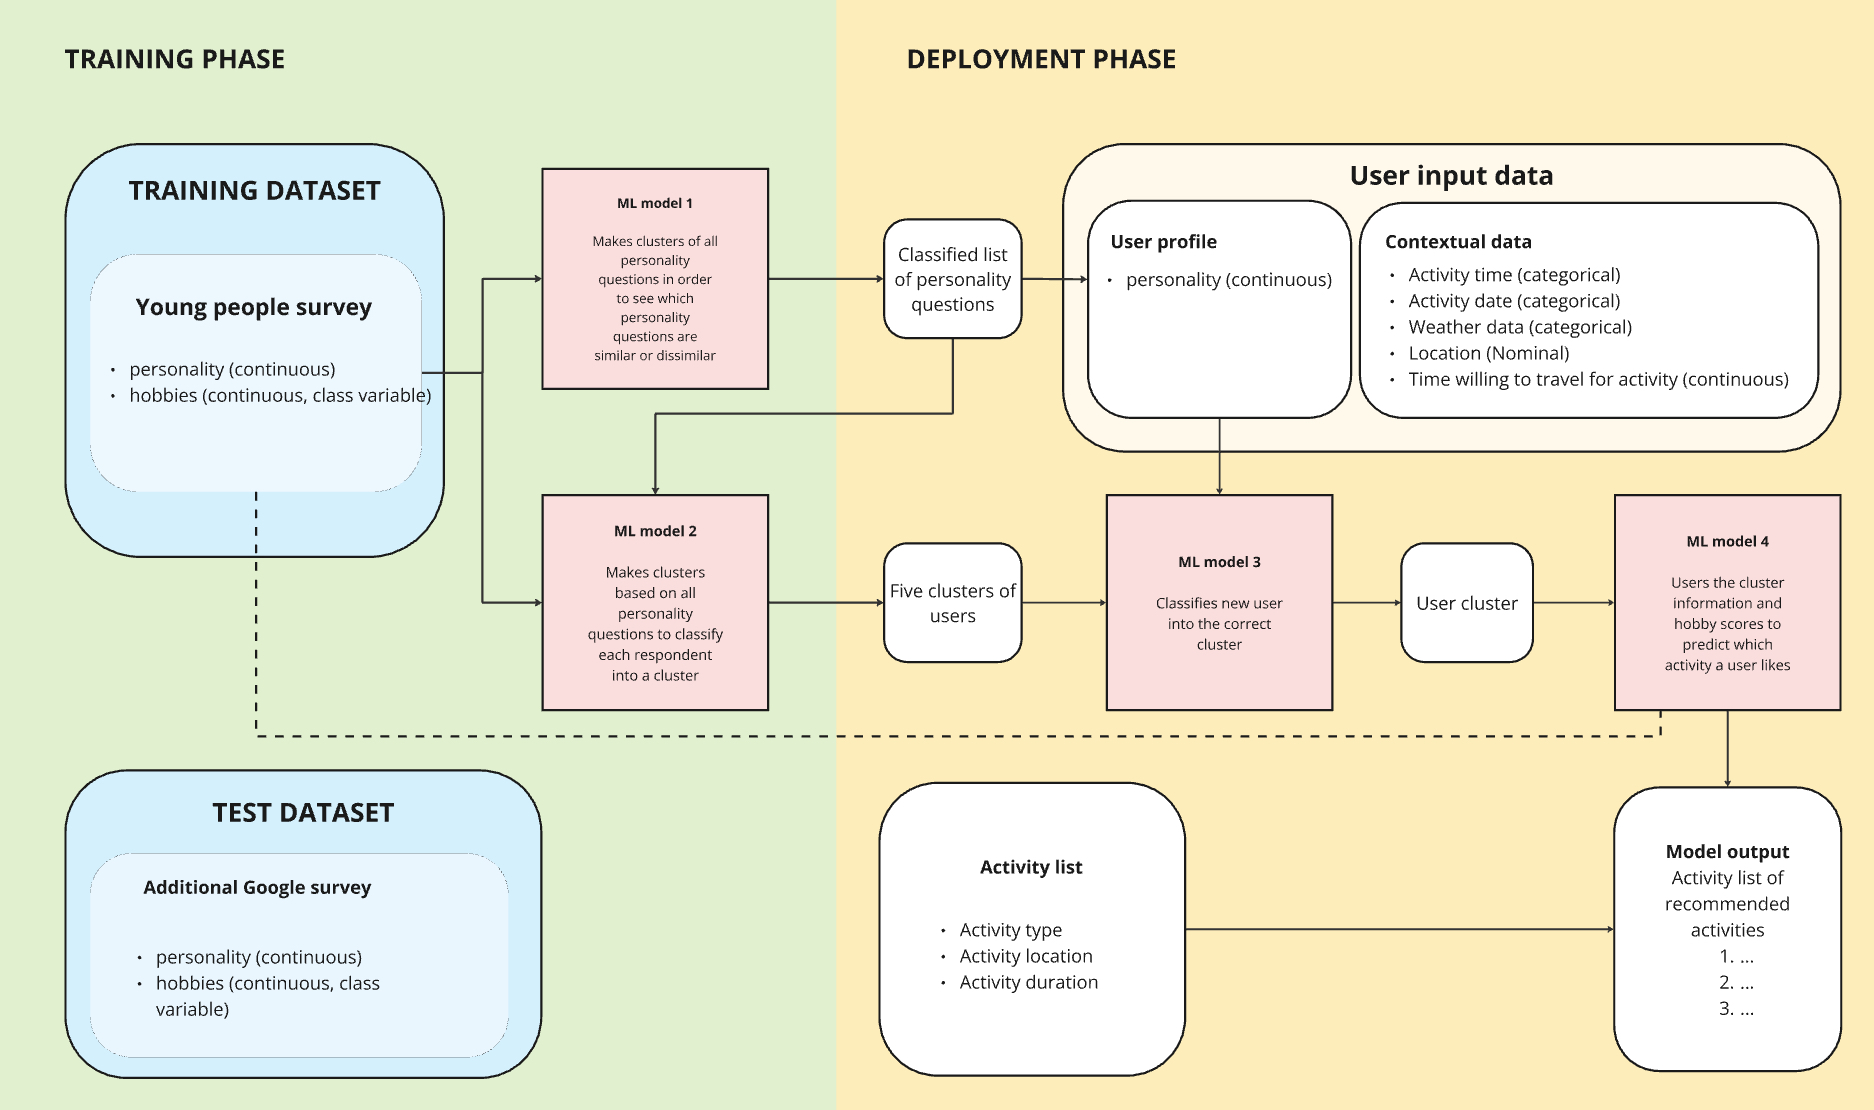 TRAINING PHASE
DEPLOYMENT PHASE
TRAINING DATASET
Young people survey
• personality (continuous)
• hobbies (continuous, class variable)
ML model 1
Makes clusters of all
personality
questions in order
to see which
personality
questions are
similar or dissimilar
Classified list
of personality
questions
User input data
User profile
• personality (continuous)
Contextual data
• Activity time (categorical)
• Activity date (categorical)
• Weather data (categorical)
• Location (Nominal)
• Time willing to travel for activity (continuous)
ML model 2
Makes clusters
based on all
personality
questions to classify
each respondent
into a cluster
Five clusters of
users
ML model 3
Classifies new user
into the correct
cluster
User cluster
ML model 4
Users the cluster
information and
hobby scores to
predict which
activity a user likes
TEST DATASET
Additional Google survey
• personality (continuous)
• hobbies (continuous, class
variable)
Activity list
• Activity type
• Activity location
• Activity duration
Model output
Activity list of
recommended
activities
1. ...
2. ...
3. ...